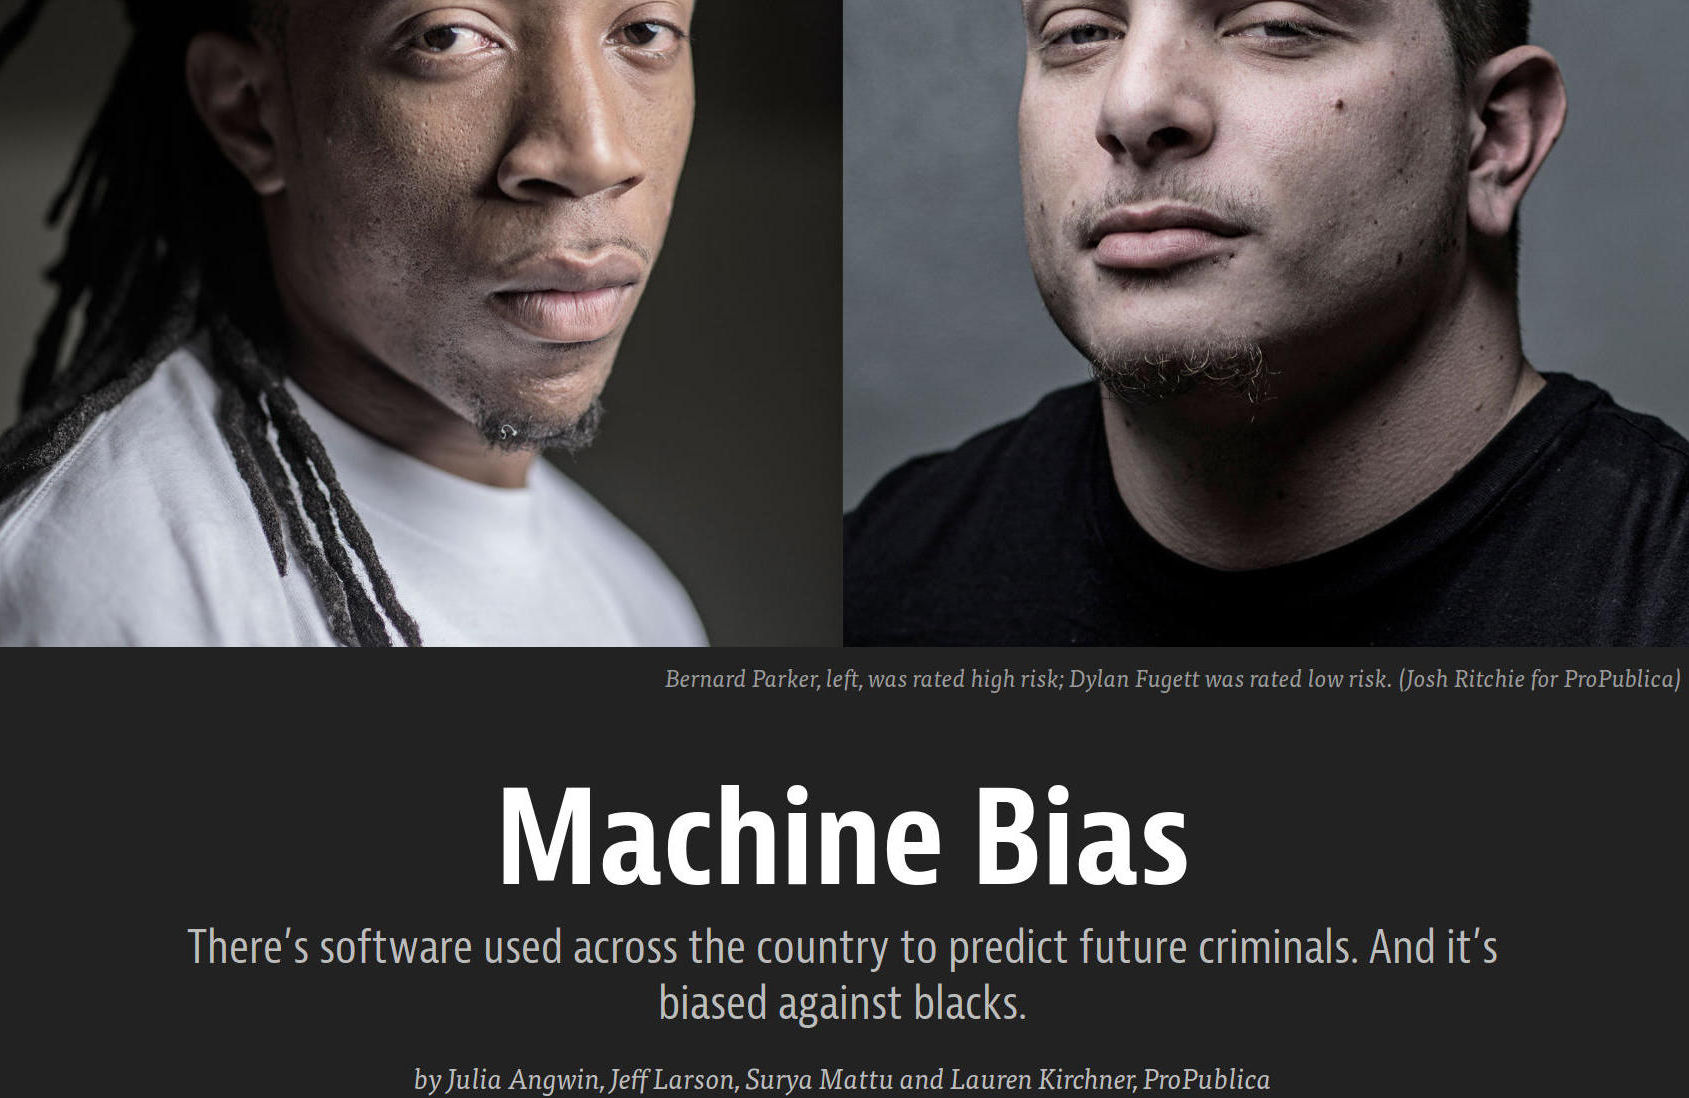 Bernard Parker, left, was rated high risk; Dylan Fugett was rated low risk. (Josh Ritchie for ProPublica)
Machine Bias
There’s software used across the country to predict future criminals. And it’s
biased against blacks.
by Julia Angwin, Jeff Larson, Surya Mattu and Lauren Kirchner, ProPublica